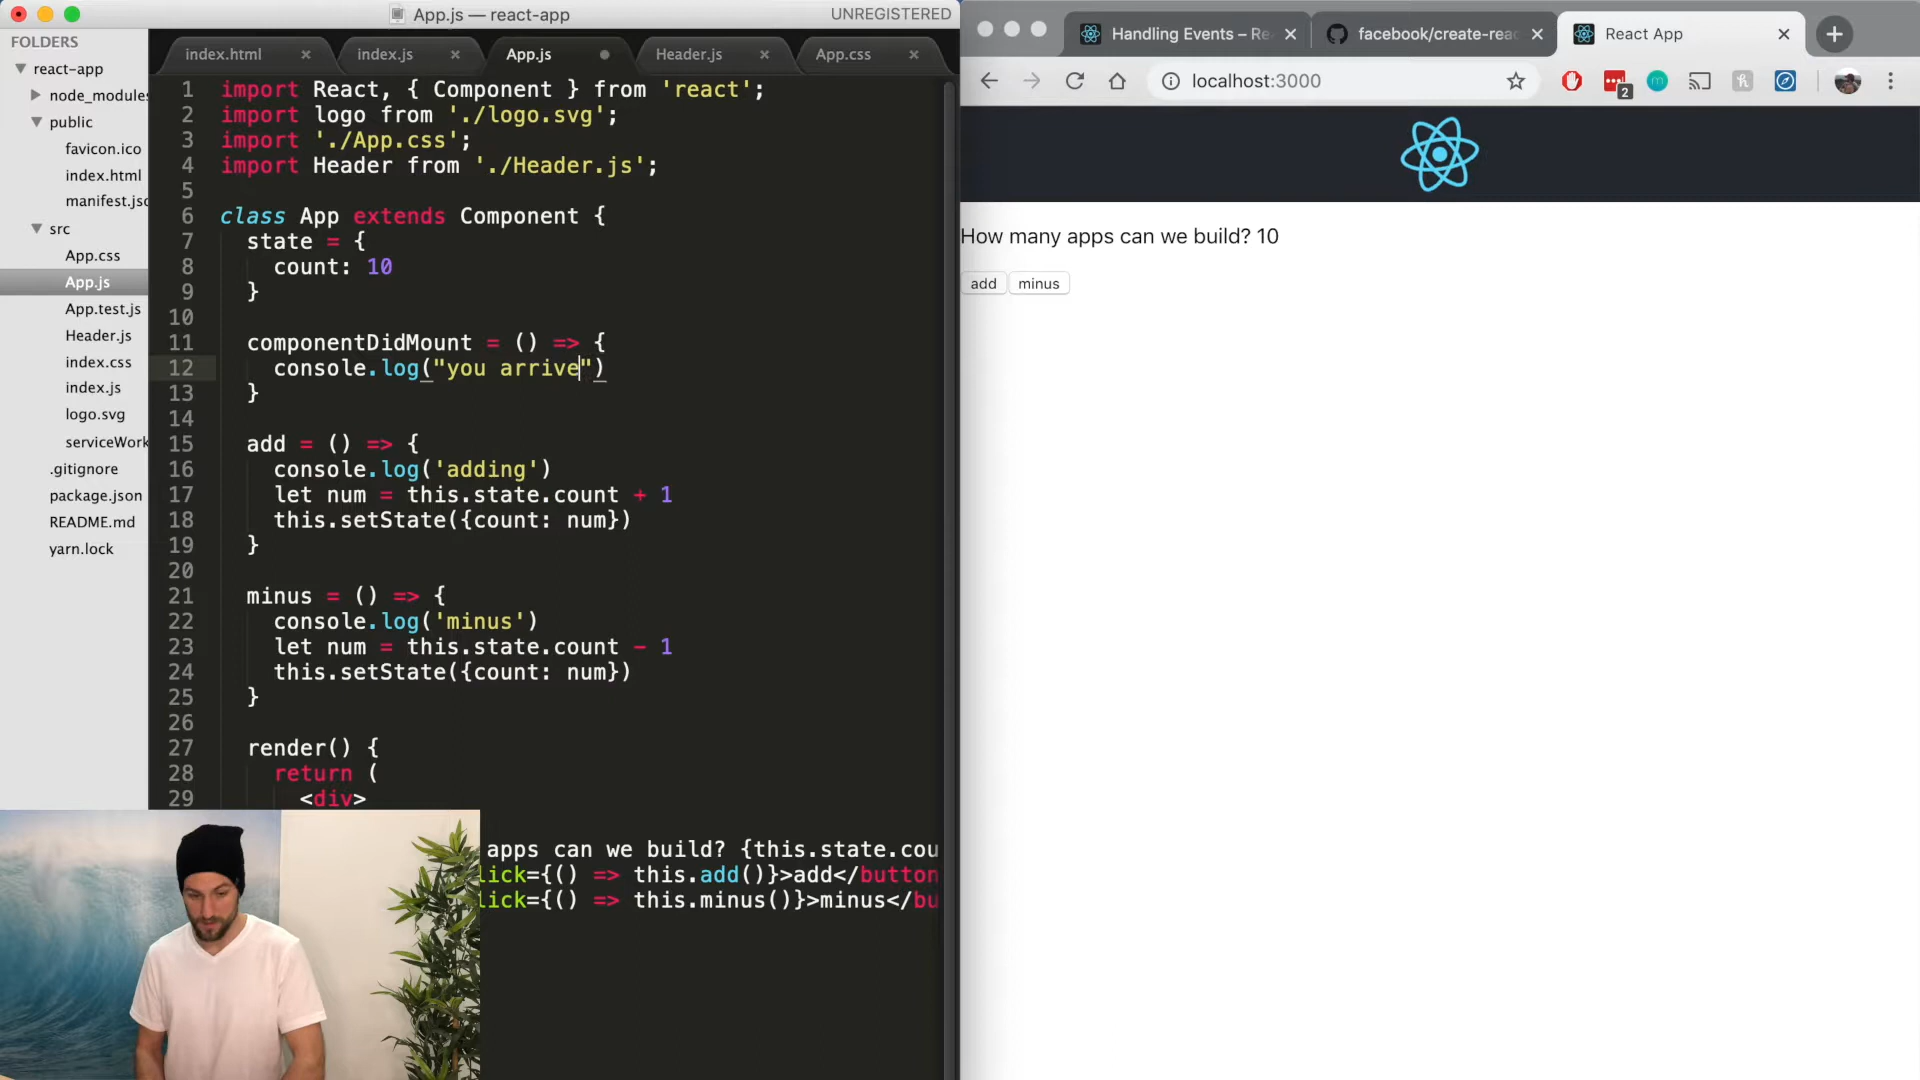 App.js — react-app
UNREGISTERED
FOLDERS
react-app
node_modules
public
favicon.ico
index.html
manifest.jso
src
App.css
App.js
App.test.js
Header.js
index.css
index.js
logo.svg
serviceWork
.gitignore
package.json
README.md
yarn.lock
index.html
index.js
App.js
Header.js
App.css
1 import React, { Component } from 'react';
2 import logo from './logo.svg';
3 import './App.css';
4 import Header from './Header.js';
5
6 class App extends Component {
7 state = {
8 count: 10
9 }
10
11 componentDidMount = () => {
12 console.log("you arrive")
13 }
14
15 add = () => {
16 console.log('adding')
17 let num = this.state.count + 1
18 this.setState({count: num})
19 }
20
21 minus = () => {
22 console.log('minus')
23 let num = this.state.count - 1
24 this.setState({count: num})
25 }
26
27 render() {
28 return (
29 <div>
apps can we build? {this.state.cou
lick={() => this.add()}>add</button
lick={() => this.minus()}>minus</bu
Handling Events – Re
facebook/create-reac
React App
localhost:3000
2
How many apps can we build? 10
add
minus